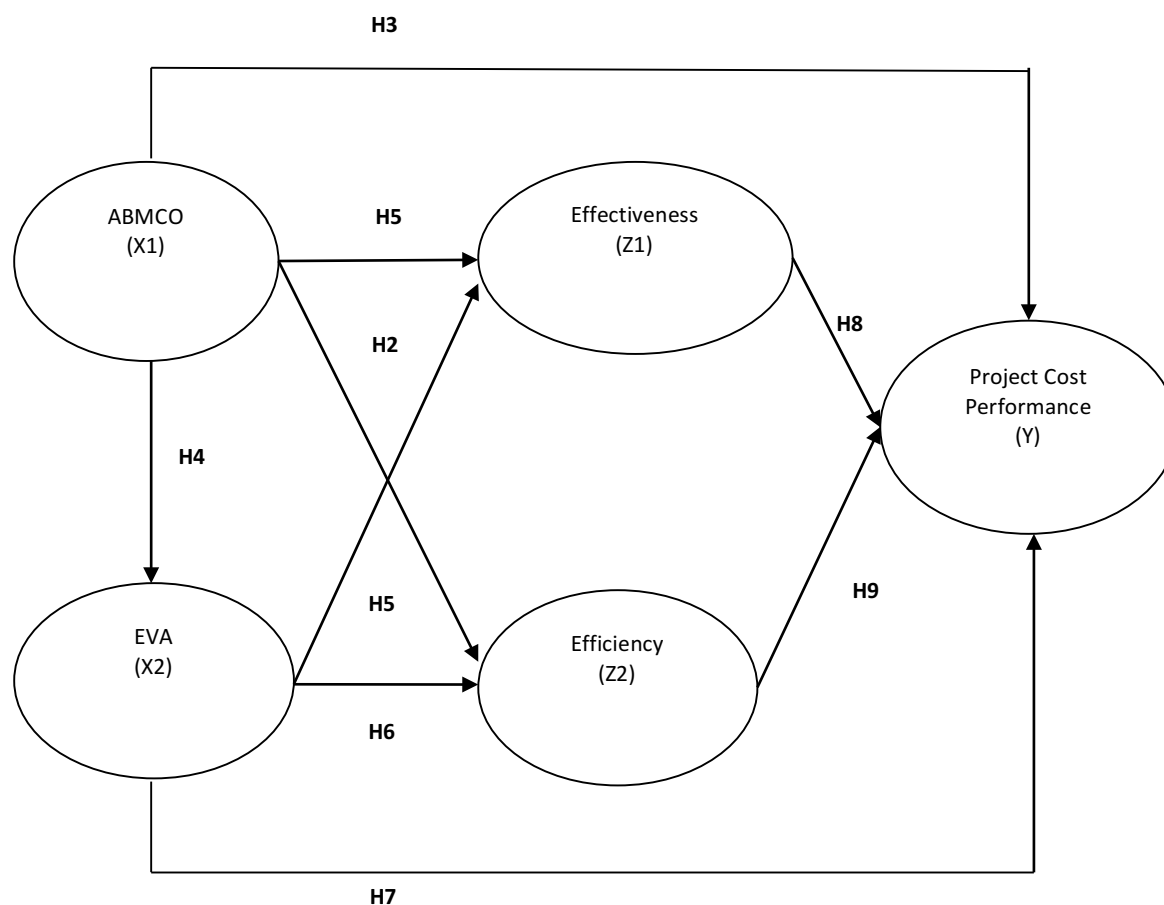 H3
ABMCO
(X1)
H5
Effectiveness
(Z1)
H2
H8
Project Cost
Performance
(Y)
H4
EVA
(X2)
H5
Efficiency
(Z2)
H9
H6
H7